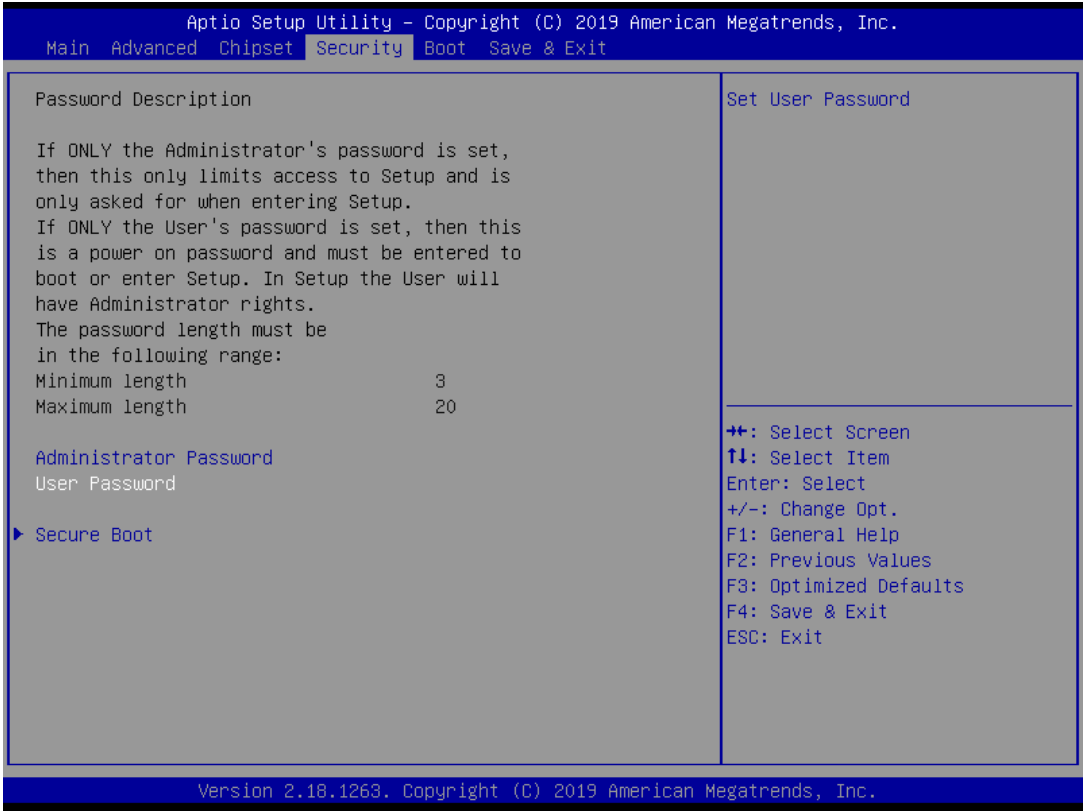 Aptio Setup Utility – Copyright (C) 2019 American Megatrends, Inc.
Main Advanced Chipset Security Boot Save & Exit
Password Description
If ONLY the Administrator's password is set,
then this only limits access to Setup and is
only asked for when entering Setup.
If ONLY the User's password is set, then this
is a power on password and must be entered to
boot or enter Setup. In Setup the User will
have Administrator rights.
The password length must be
in the following range:
Minimum length 3
Maximum length 20
Administrator Password
User Password
Secure Boot
Set User Password
→←: Select Screen
↑↓: Select Item
Enter: Select
+/-: Change Opt.
F1: General Help
F2: Previous Values
F3: Optimized Defaults
F4: Save & Exit
ESC: Exit
Version 2.18.1263. Copyright (C) 2019 American Megatrends, Inc.